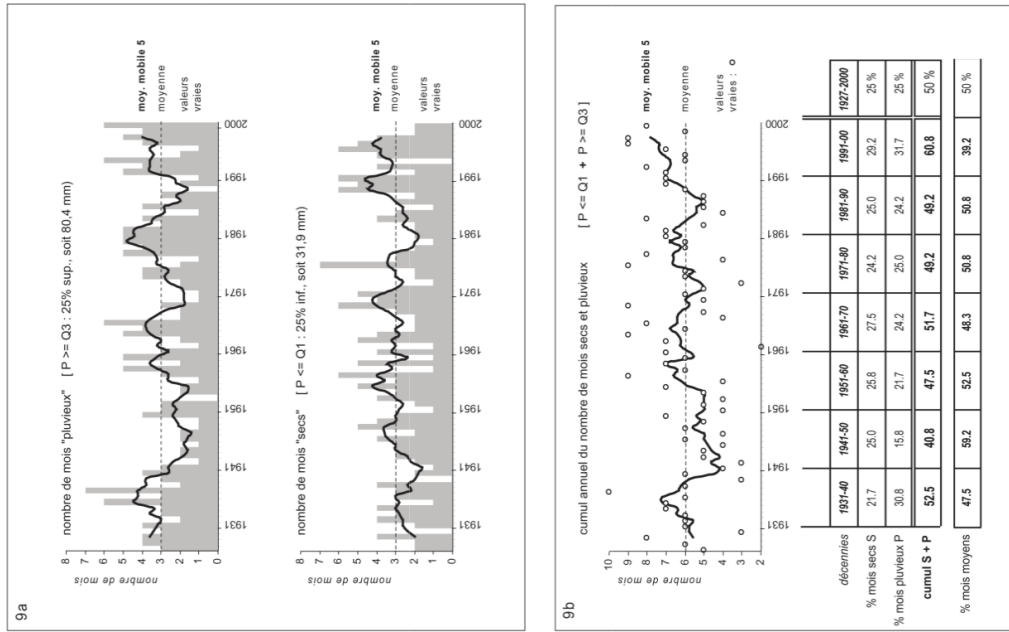 9a
nombre de mois "pluvieux" [ P >= Q3 : 25% sup., soit 80,4 mm)
nombre de mois
8
7
6
5
4
3
2
1
0
moy. mobile 5
moyenne
valeurs
vraies
1931 1941 1951 1961 1971 1981 1991 2000
nombre de mois "secs" [ P <= Q1 : 25% inf., soit 31,9 mm)
nombre de mois
8
7
6
5
4
3
2
1
0
moy. mobile 5
moyenne
valeurs
vraies
1931 1941 1951 1961 1971 1981 1991 2000
9b
cumul annuel du nombre de mois secs et pluvieux [ P <= Q1 + P >= Q3 ]
nombre de mois
10
9
8
7
6
5
4
3
2
moy. mobile 5
moyenne
valeurs
vraies :
1931 1941 1951 1961 1971 1981 1991 2000
décennies 1931-40 1941-50 1951-60 1961-70 1971-80 1981-90 1991-00 1927-2000
% mois secs S 21.7 25.0 25.8 27.5 24.2 25.0 29.2 25 %
% mois pluvieux P 30.8 15.8 21.7 24.2 25.0 24.2 31.7 25 %
cumul S + P 52.5 40.8 47.5 51.7 49.2 49.2 60.8 50 %
% mois moyens 47.5 59.2 52.5 48.3 50.8 50.8 39.2 50 %